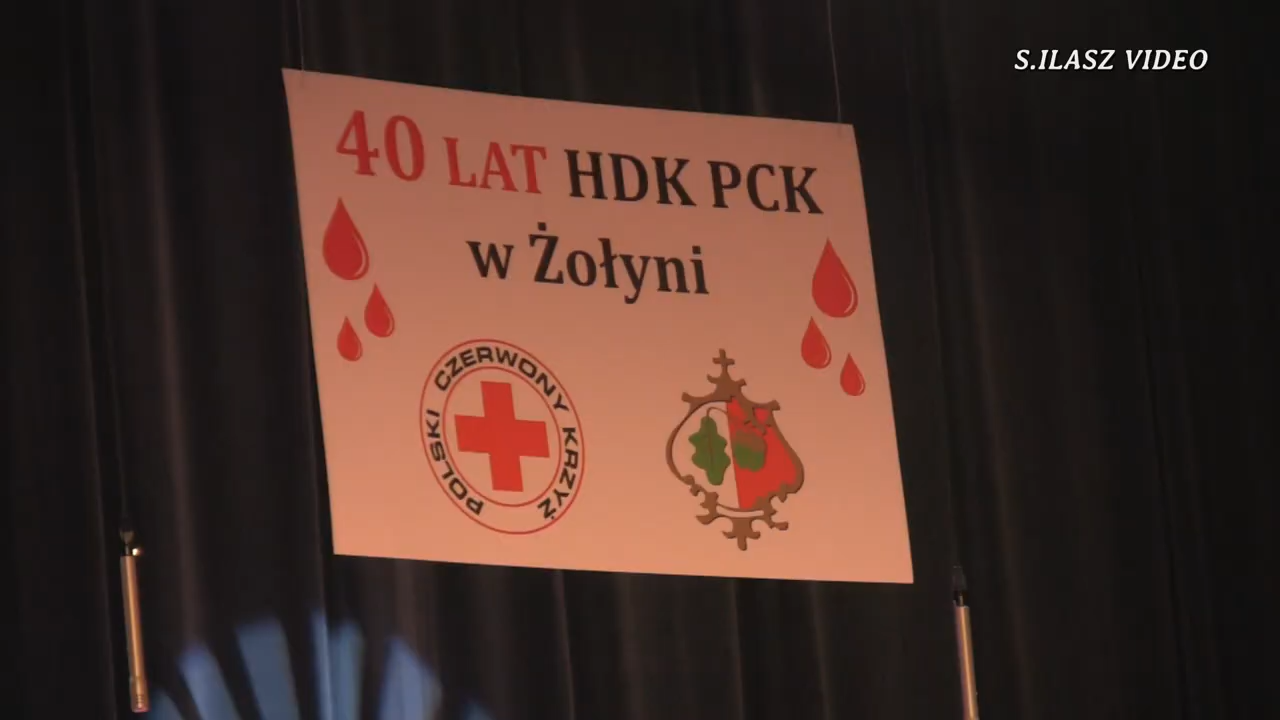 S.ILASZ VIDEO
40 LAT HDK PCK
w Żołyni
POLSKI CZERWONY KRZYŻ